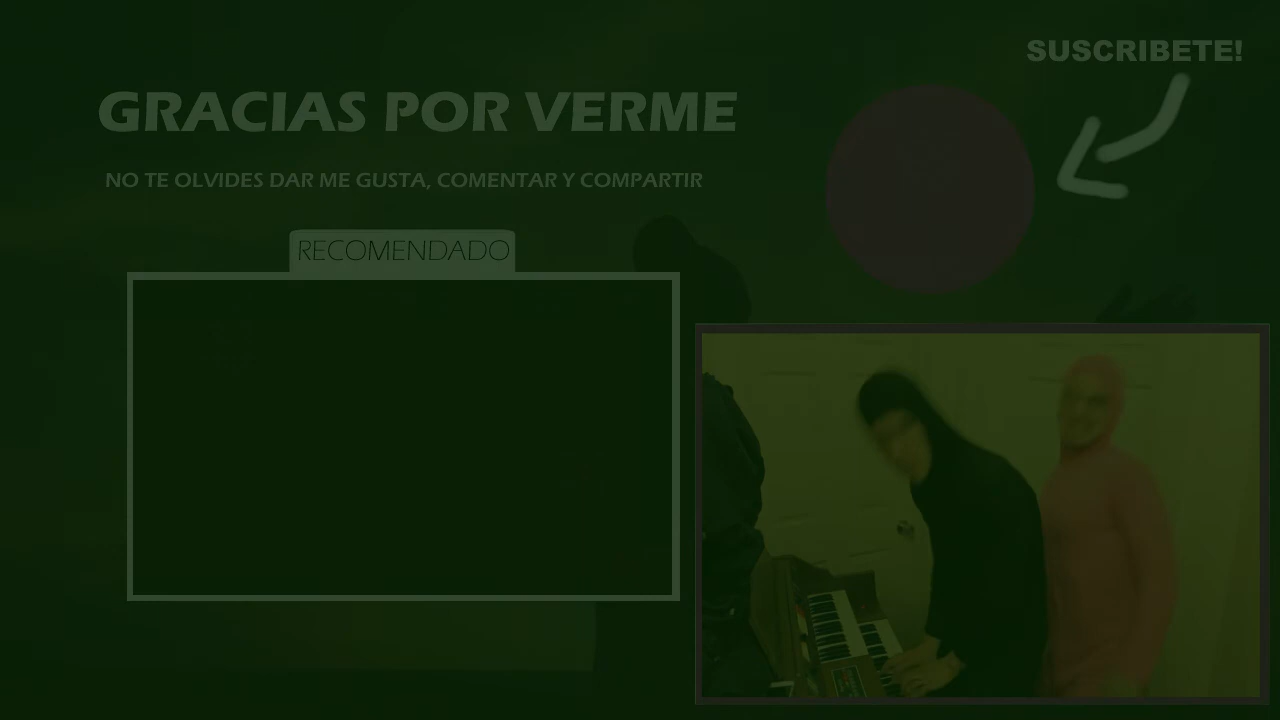 SUSCRIBETE!
GRACIAS POR VERME
NO TE OLVIDES DAR ME GUSTA, COMENTAR Y COMPARTIR
RECOMENDADO